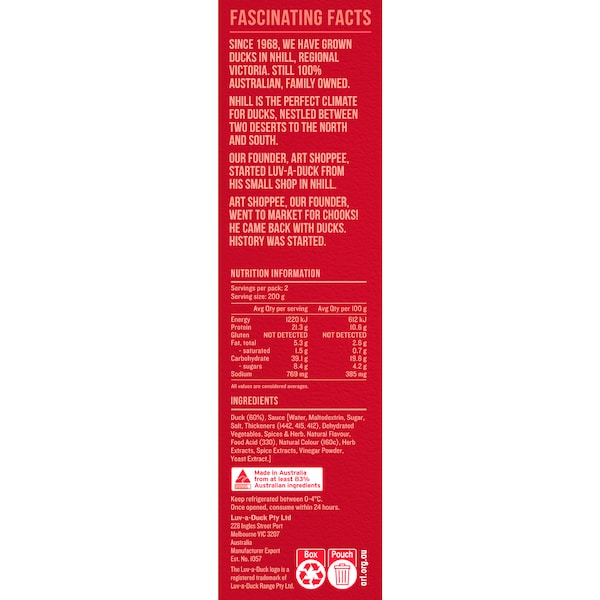 FASCINATING FACTS
SINCE 1968, WE HAVE GROWN
DUCKS IN NHILL, REGIONAL
VICTORIA. STILL 100%
AUSTRALIAN, FAMILY OWNED.
NHILL IS THE PERFECT CLIMATE
FOR DUCKS, NESTLED BETWEEN
TWO DESERTS TO THE NORTH
AND SOUTH.
OUR FOUNDER, ART SHOPPEE,
STARTED LUV-A-DUCK FROM
HIS SMALL SHOP IN NHILL.
ART SHOPPEE, OUR FOUNDER,
WENT TO MARKET FOR CHOOKS!
HE CAME BACK WITH DUCKS.
HISTORY WAS STARTED.
NUTRITION INFORMATION
Servings per pack: 2
Serving size: 200 g
Avg Qty per serving Avg Qty per 100 g
Energy 1220 kJ 612 kJ
Protein 21.3 g 10.6 g
Gluten NOT DETECTED NOT DETECTED
Fat, total 5.3 g 2.6 g
- saturated 1.5 g 0.7 g
Carbohydrate 39.1 g 19.6 g
- sugars 8.4 g 4.2 g
Sodium 769 mg 385 mg
All values are considered averages.
INGREDIENTS
Duck (60%), Sauce [Water, Maltodextrin, Sugar,
Salt, Thickeners (1442, 415, 412), Dehydrated
Vegetables, Spices & Herb, Natural Flavour,
Food Acid (330), Natural Colour (160c), Herb
Extracts, Spice Extracts, Vinegar Powder,
Yeast Extract.]
Made in Australia
from at least 83%
Australian ingredients
Keep refrigerated between 0-4°C.
Once opened, consume within 24 hours.
Luv-a-Duck Pty Ltd
229 Ingles Street Port
Melbourne VIC 3207
Australia
Manufacturer Export
Est. No. 1057
The Luv-a-Duck logo is a
registered trademark of
Luv-a-Duck Range Pty Ltd.
Box Pouch
arl.org.au